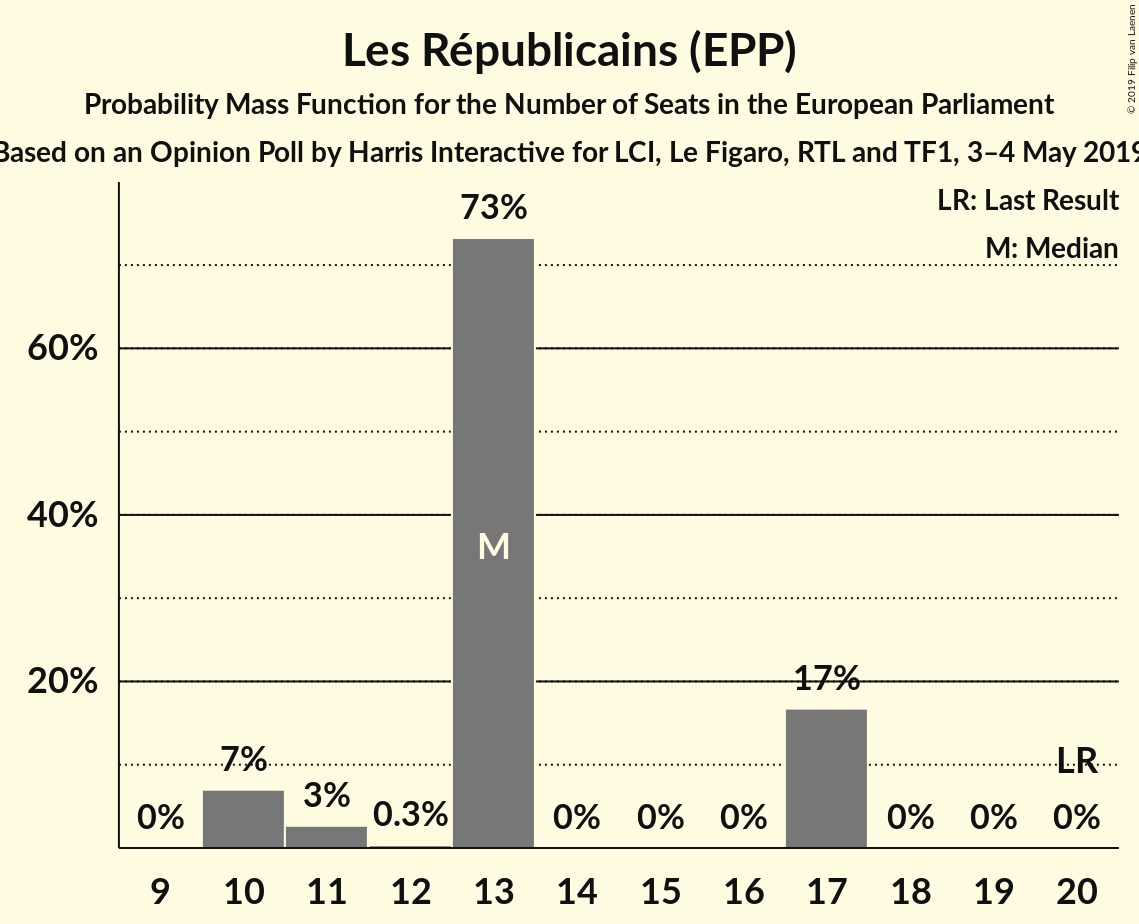 Les Républicains (EPP)
Probability Mass Function for the Number of Seats in the European Parliament
Based on an Opinion Poll by Harris Interactive for LCI, Le Figaro, RTL and TF1, 3–4 May 2019
© 2019 Filip van Laenen
LR: Last Result
M: Median
73%
60%
40%
M
20%
17%
7%
3%
0.3%
LR
0%
0%
0%
0%
0%
0%
0%
9 10 11 12 13 14 15 16 17 18 19 20